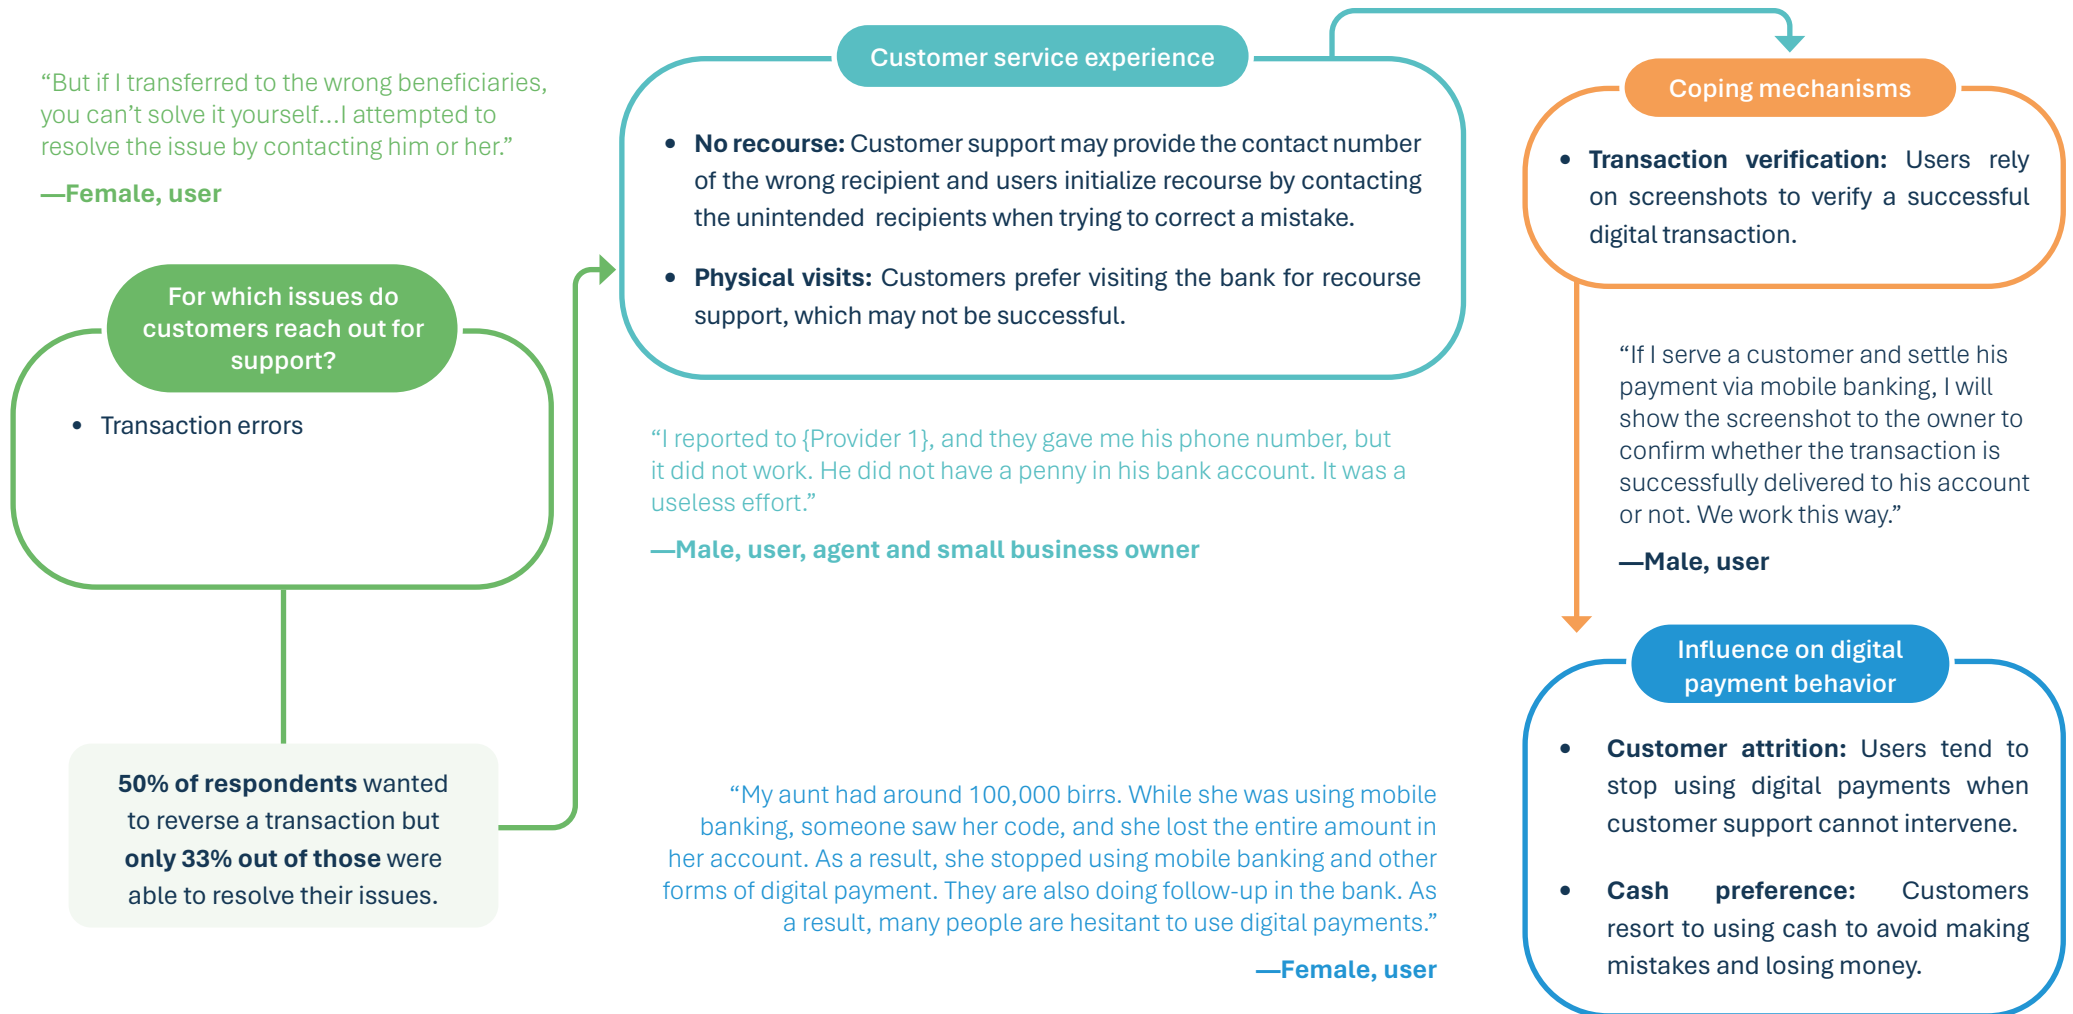 “But if I transferred to the wrong beneficiaries,
you can’t solve it yourself...I attempted to
resolve the issue by contacting him or her.”
—Female, user
For which issues do
customers reach out for
support?
• Transaction errors
50% of respondents wanted
to reverse a transaction but
only 33% out of those were
able to resolve their issues.
Customer service experience
• No recourse: Customer support may provide the contact number
of the wrong recipient and users initialize recourse by contacting
the unintended recipients when trying to correct a mistake.
• Physical visits: Customers prefer visiting the bank for recourse
support, which may not be successful.
“I reported to {Provider 1}, and they gave me his phone number, but
it did not work. He did not have a penny in his bank account. It was a
useless effort.”
—Male, user, agent and small business owner
“My aunt had around 100,000 birrs. While she was using mobile
banking, someone saw her code, and she lost the entire amount in
her account. As a result, she stopped using mobile banking and other
forms of digital payment. They are also doing follow-up in the bank. As
a result, many people are hesitant to use digital payments.”
—Female, user
Coping mechanisms
• Transaction verification: Users rely
on screenshots to verify a successful
digital transaction.
“If I serve a customer and settle his
payment via mobile banking, I will
show the screenshot to the owner to
confirm whether the transaction is
successfully delivered to his account
or not. We work this way.”
—Male, user
Influence on digital
payment behavior
• Customer attrition: Users tend to
stop using digital payments when
customer support cannot intervene.
• Cash preference: Customers
resort to using cash to avoid making
mistakes and losing money.